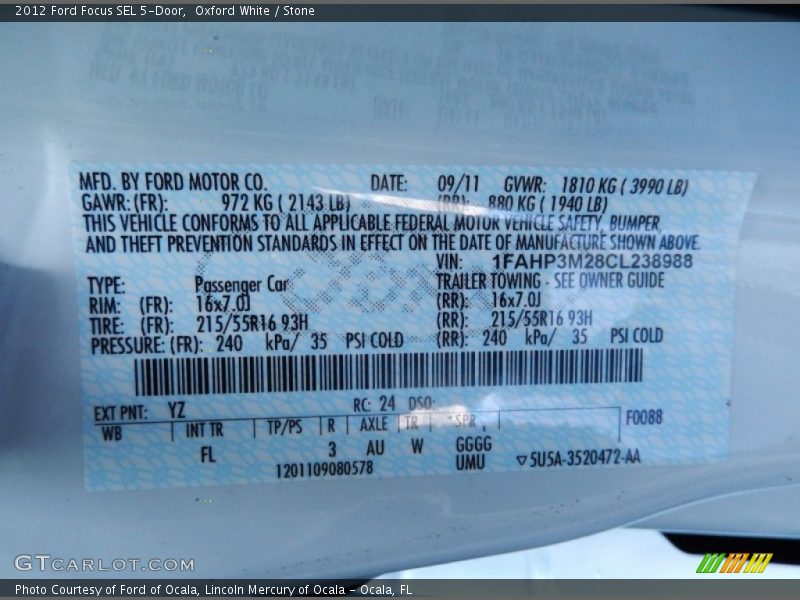 2012 Ford Focus SEL 5-Door,  Oxford White / Stone
MFD. BY FORD MOTOR CO. DATE: 09/11 GVWR: 1810 KG ( 3990 LB)
GAWR: (FR): 972 KG ( 2143 LB) (RR): 880 KG ( 1940 LB)
THIS VEHICLE CONFORMS TO ALL APPLICABLE FEDERAL MOTOR VEHICLE SAFETY, BUMPER,
AND THEFT PREVENTION STANDARDS IN EFFECT ON THE DATE OF MANUFACTURE SHOWN ABOVE.
VIN: 1FAHP3M28CL238988
TYPE: Passenger Car TRAILER TOWING - SEE OWNER GUIDE
RIM: (FR): 16x7.0J (RR): 16x7.0J
TIRE: (FR): 215/55R16 93H (RR): 215/55R16 93H
PRESSURE: (FR): 240 kPa/ 35 PSI COLD (RR): 240 kPa/ 35 PSI COLD
EXT PNT: YZ RC: 24 DSO:
WB INT TR TP/PS R AXLE TR *SPR F0088
FL 3 AU W GGGG
1201109080578 UMU ▽5U5A-3520472-AA
GTCARLOT.COM
Photo Courtesy of Ford of Ocala, Lincoln Mercury of Ocala - Ocala, FL